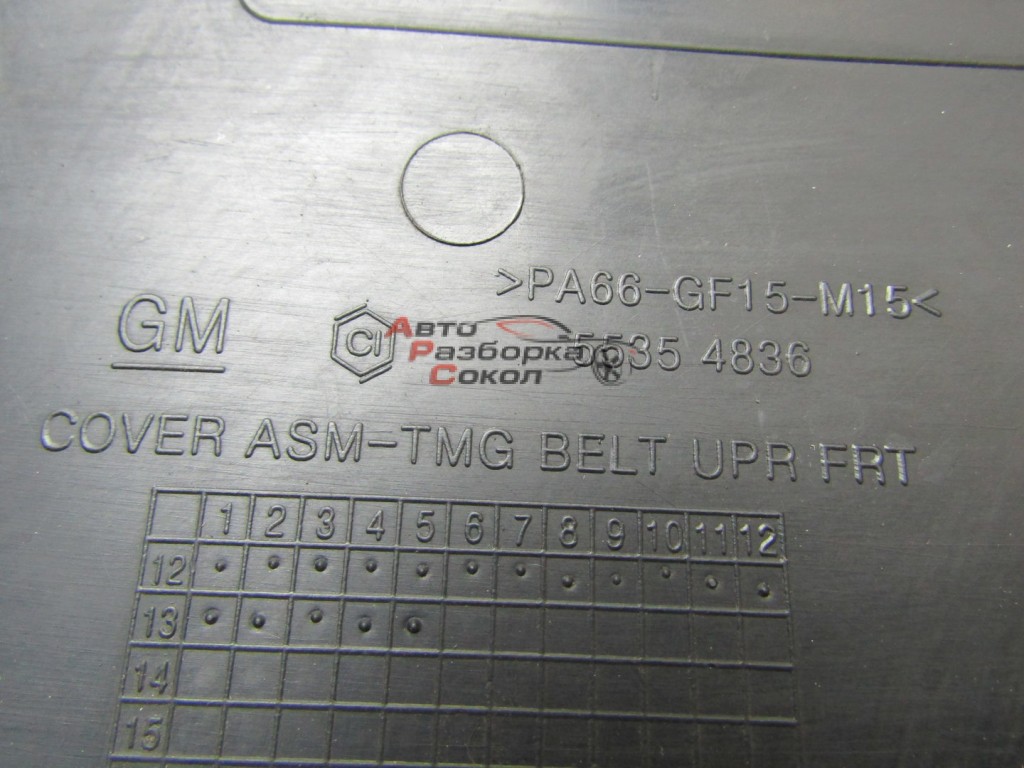 >PA66-GF15-M15<
GM
CI
5535 4836
Авто
Разборка
Сокол
COVER ASM-TMG BELT UPR FRT
1 2 3 4 5 6 7 8 9 10 11 12
12
13
14
15